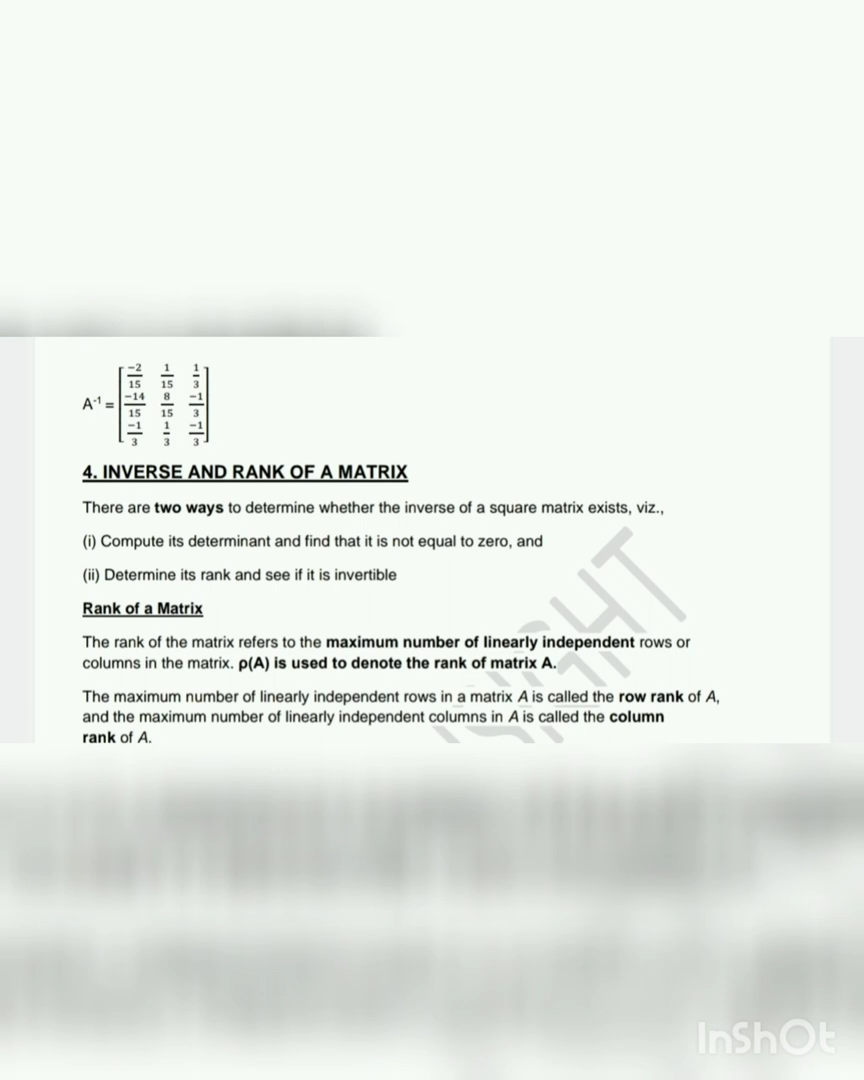 A-1 = [ -2/15 1/15 1/3
-14/15 8/15 -1/3
-1/3 1/3 -1/3 ]
4. INVERSE AND RANK OF A MATRIX
There are two ways to determine whether the inverse of a square matrix exists, viz.,
(i) Compute its determinant and find that it is not equal to zero, and
(ii) Determine its rank and see if it is invertible
Rank of a Matrix
The rank of the matrix refers to the maximum number of linearly independent rows or
columns in the matrix. ρ(A) is used to denote the rank of matrix A.
The maximum number of linearly independent rows in a matrix A is called the row rank of A,
and the maximum number of linearly independent columns in A is called the column
rank of A.
InShOt